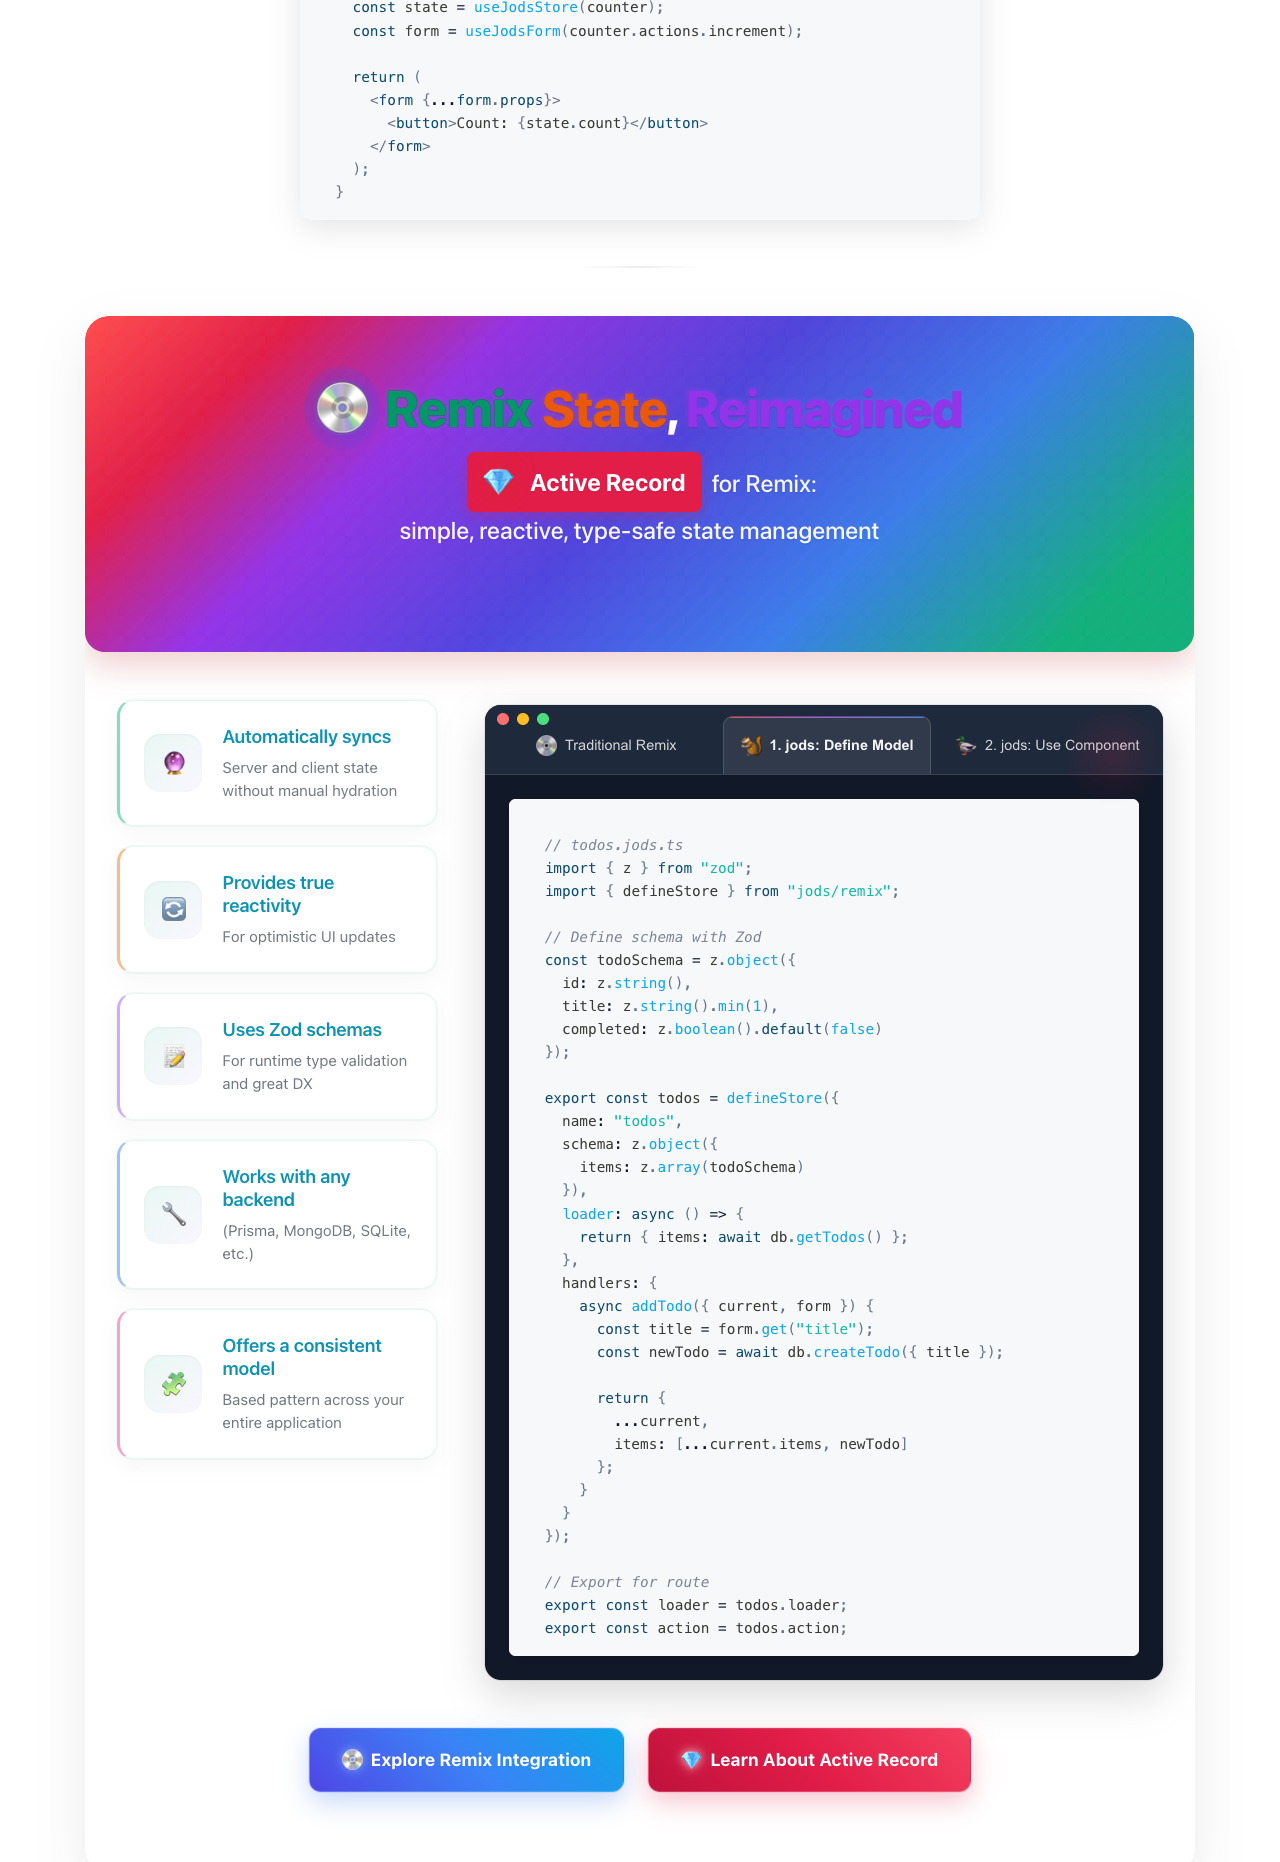 const state = useJodsStore(counter);
const form = useJodsForm(counter.actions.increment);
return (
<form {...form.props}>
<button>Count: {state.count}</button>
</form>
);
}
Remix State, Reimagined
Active Record for Remix:
simple, reactive, type-safe state management
Automatically syncs
Server and client state
without manual hydration
Provides true
reactivity
For optimistic UI updates
Uses Zod schemas
For runtime type validation
and great DX
Works with any
backend
(Prisma, MongoDB, SQLite,
etc.)
Offers a consistent
model
Based pattern across your
entire application
Traditional Remix
1. jods: Define Model
2. jods: Use Component
// todos.jods.ts
import { z } from "zod";
import { defineStore } from "jods/remix";
// Define schema with Zod
const todoSchema = z.object({
id: z.string(),
title: z.string().min(1),
completed: z.boolean().default(false)
});
export const todos = defineStore({
name: "todos",
schema: z.object({
items: z.array(todoSchema)
}),
loader: async () => {
return { items: await db.getTodos() };
},
handlers: {
async addTodo({ current, form }) {
const title = form.get("title");
const newTodo = await db.createTodo({ title });
return {
...current,
items: [...current.items, newTodo]
};
}
}
});
// Export for route
export const loader = todos.loader;
export const action = todos.action;
Explore Remix Integration
Learn About Active Record